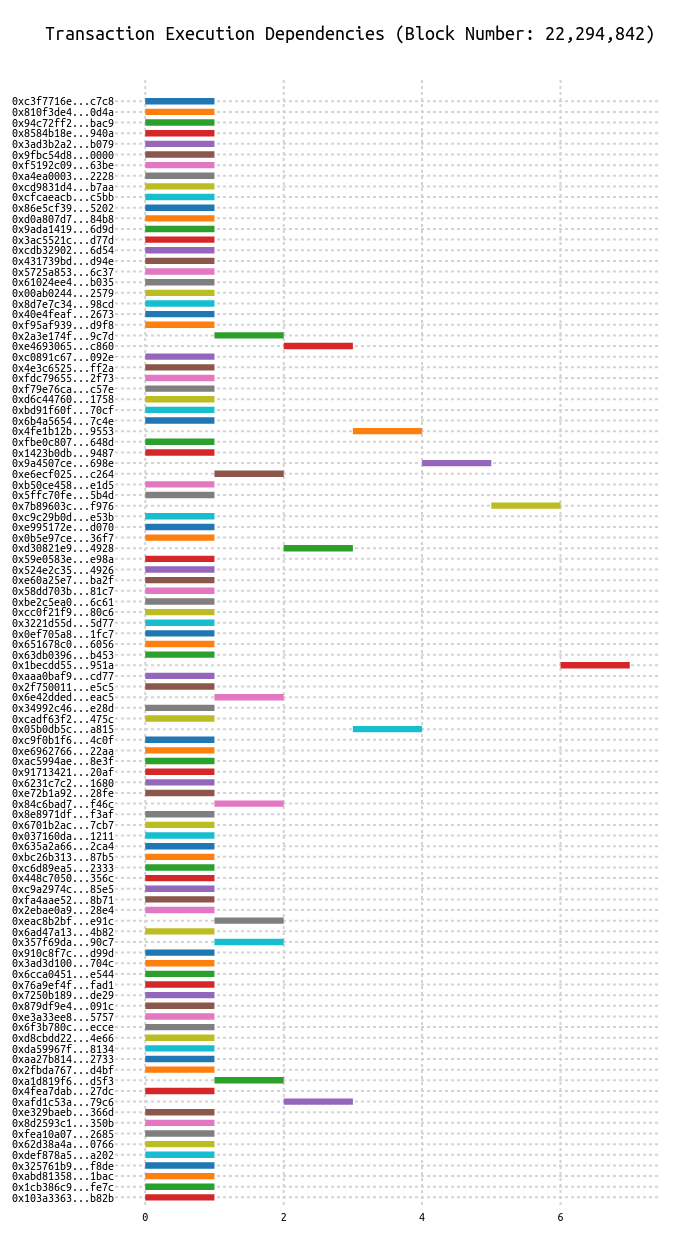 Transaction Execution Dependencies (Block Number: 22,294,842)
0xc3f7716e...c7c8
0x810f3de4...0d4a
0x94c72ff2...bac9
0x8584b18e...940a
0x3ad3b2a2...b079
0x9fbc54d8...0000
0xf5192c09...63be
0xa4ea0003...2228
0xcd9831d4...b7aa
0xcfcaeacb...c5bb
0x86e5cf39...5202
0xd0a807d7...84b8
0x9ada1419...6d9d
0x3ac5521c...d77d
0xcdb32902...6d54
0x431739bd...d94e
0x5725a853...6c37
0x61024ee4...b035
0x00ab0244...2579
0x8d7e7c34...98cd
0x40e4feaf...2673
0xf95af939...d9f8
0x2a3e174f...9c7d
0xe4693065...c860
0xc0891c67...092e
0x4e3c6525...ff2a
0xfdc79655...2f73
0xf79e76ca...c57e
0xd6c44760...1758
0xbd91f60f...70cf
0x6b4a5654...7c4e
0x4fe1b12b...9553
0xfbe0c807...648d
0x1423b0db...9487
0x9a4507ce...698e
0xe6ecf025...c264
0xb50ce458...e1d5
0x5ffc70fe...5b4d
0x7b89603c...f976
0xc9c29b0d...e53b
0xe995172e...d070
0x0b5e97ce...36f7
0xd30821e9...4928
0x59e0583e...e98a
0x524e2c35...4926
0xe60a25e7...ba2f
0x58dd703b...81c7
0xbe2c5ea0...6c61
0xcc0f21f9...80c6
0x3221d55d...5d77
0x0ef705a8...1fc7
0x651678c0...6056
0x63db0396...b453
0x1becdd55...951a
0xaaa0baf9...cd77
0x2f750011...e5c5
0x6e42dded...eac5
0x34992c46...e28d
0xcadf63f2...475c
0x05b0db5c...a815
0xc9f0b1f6...4c0f
0xe6962766...22aa
0xac5994ae...8e3f
0x91713421...20af
0x6231c7c2...1680
0xe72b1a92...28fe
0x84c6bad7...f46c
0x8e8971df...f3af
0x6701b2ac...7cb7
0x037160da...1211
0x635a2a66...2ca4
0xbc26b313...87b5
0xc6d89ea5...2333
0x448c7050...356c
0xc9a2974c...85e5
0xfa4aae52...8b71
0x2ebae0a9...28e4
0xeac8b2bf...e91c
0x6ad47a13...4b82
0x357f69da...90c7
0x910c8f7c...d99d
0x3ad3d100...704c
0x6cca0451...e544
0x76a9ef4f...fad1
0x7250b189...de29
0x879df9e4...091c
0xe3a33ee8...5757
0x6f3b780c...ecce
0xd8cbdd22...4e66
0xda59967f...8134
0xaa27b814...2733
0x2fbda767...d4bf
0xa1d819f6...d5f3
0x4fea7dab...27dc
0xafd1c53a...79c6
0xe329baeb...366d
0x8d2593c1...350b
0xfea10a07...2685
0x62d38a4a...0766
0xdef878a5...a202
0x325761b9...f8de
0xabd81358...1bac
0x1cb386c9...fe7c
0x103a3363...b82b
0 2 4 6